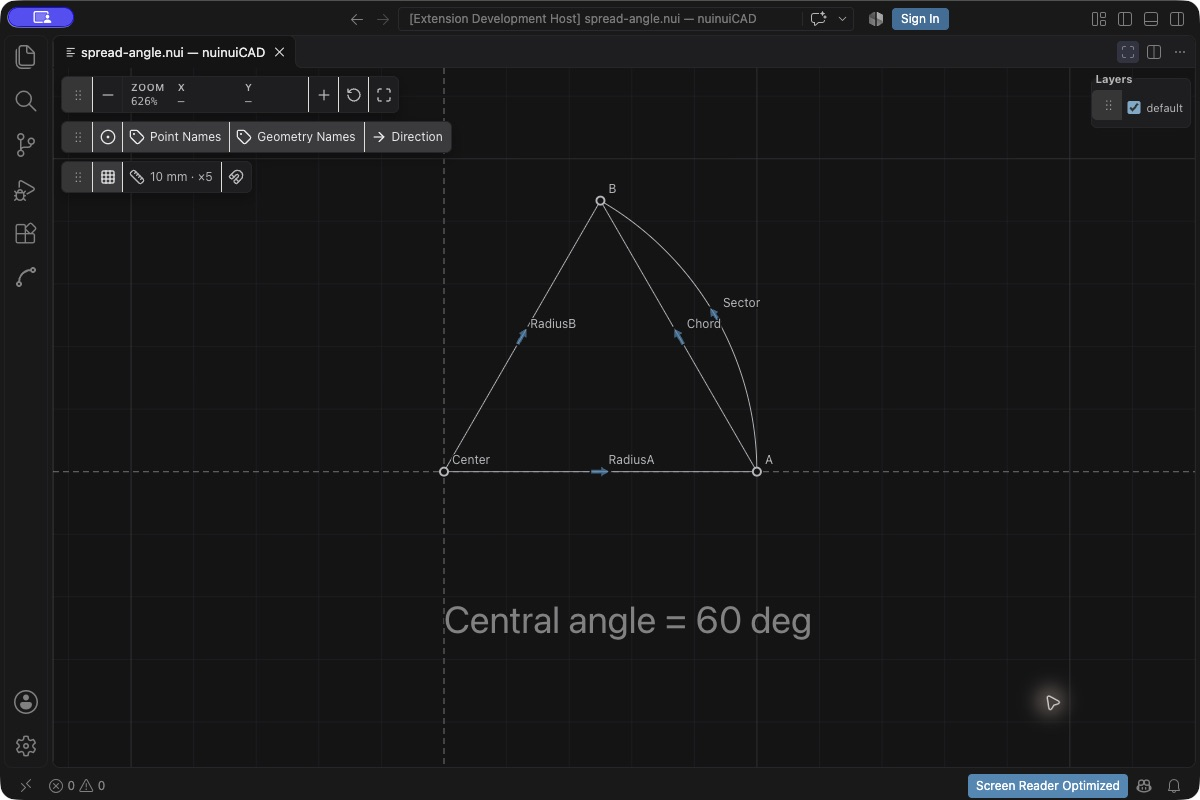 [Extension Development Host] spread-angle.nui — nuinuiCAD
Sign In
spread-angle.nui — nuinuiCAD
ZOOM X Y
626% – –
Layers
default
Point Names Geometry Names Direction
10 mm · ×5
B
Sector
RadiusB
Chord
Center
RadiusA
A
Central angle = 60 deg
0 0
Screen Reader Optimized